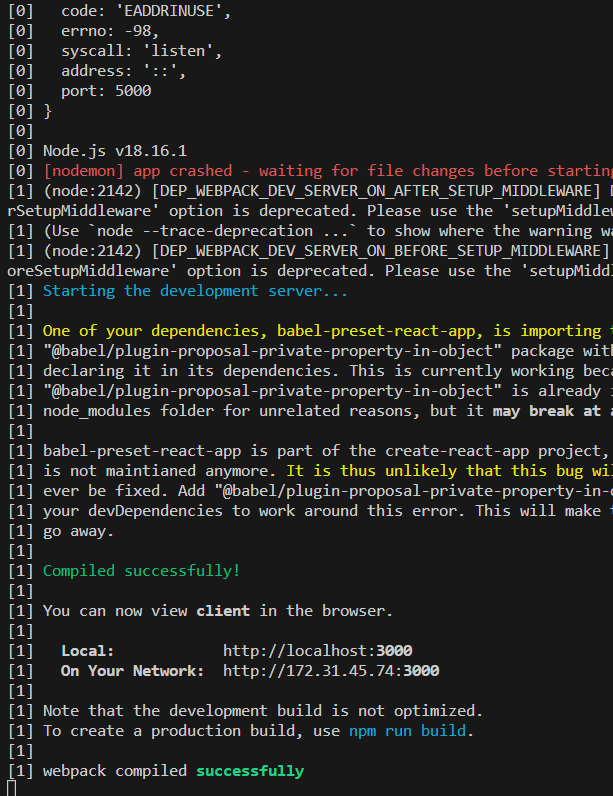 [0]   code: 'EADDRINUSE',
[0]   errno: -98,
[0]   syscall: 'listen',
[0]   address: '::',
[0]   port: 5000
[0] }
[0]
[0] Node.js v18.16.1
[0] [nodemon] app crashed - waiting for file changes before starting
[1] (node:2142) [DEP_WEBPACK_DEV_SERVER_ON_AFTER_SETUP_MIDDLEWARE]
rSetupMiddleware' option is deprecated. Please use the 'setupMiddlew
[1] (Use `node --trace-deprecation ...` to show where the warning wa
[1] (node:2142) [DEP_WEBPACK_DEV_SERVER_ON_BEFORE_SETUP_MIDDLEWARE]
oreSetupMiddleware' option is deprecated. Please use the 'setupMiddl
[1] Starting the development server...
[1]
[1] One of your dependencies, babel-preset-react-app, is importing
[1] "@babel/plugin-proposal-private-property-in-object" package wit
[1] declaring it in its dependencies. This is currently working beca
[1] "@babel/plugin-proposal-private-property-in-object" is already
[1] node_modules folder for unrelated reasons, but it may break at
[1]
[1] babel-preset-react-app is part of the create-react-app project,
[1] is not maintianed anymore. It is thus unlikely that this bug wil
[1] ever be fixed. Add "@babel/plugin-proposal-private-property-in-o
[1] your devDependencies to work around this error. This will make
[1] go away.
[1]
[1] Compiled successfully!
[1]
[1] You can now view client in the browser.
[1]
[1]   Local:            http://localhost:3000
[1]   On Your Network:  http://172.31.45.74:3000
[1]
[1] Note that the development build is not optimized.
[1] To create a production build, use npm run build.
[1]
[1] webpack compiled successfully